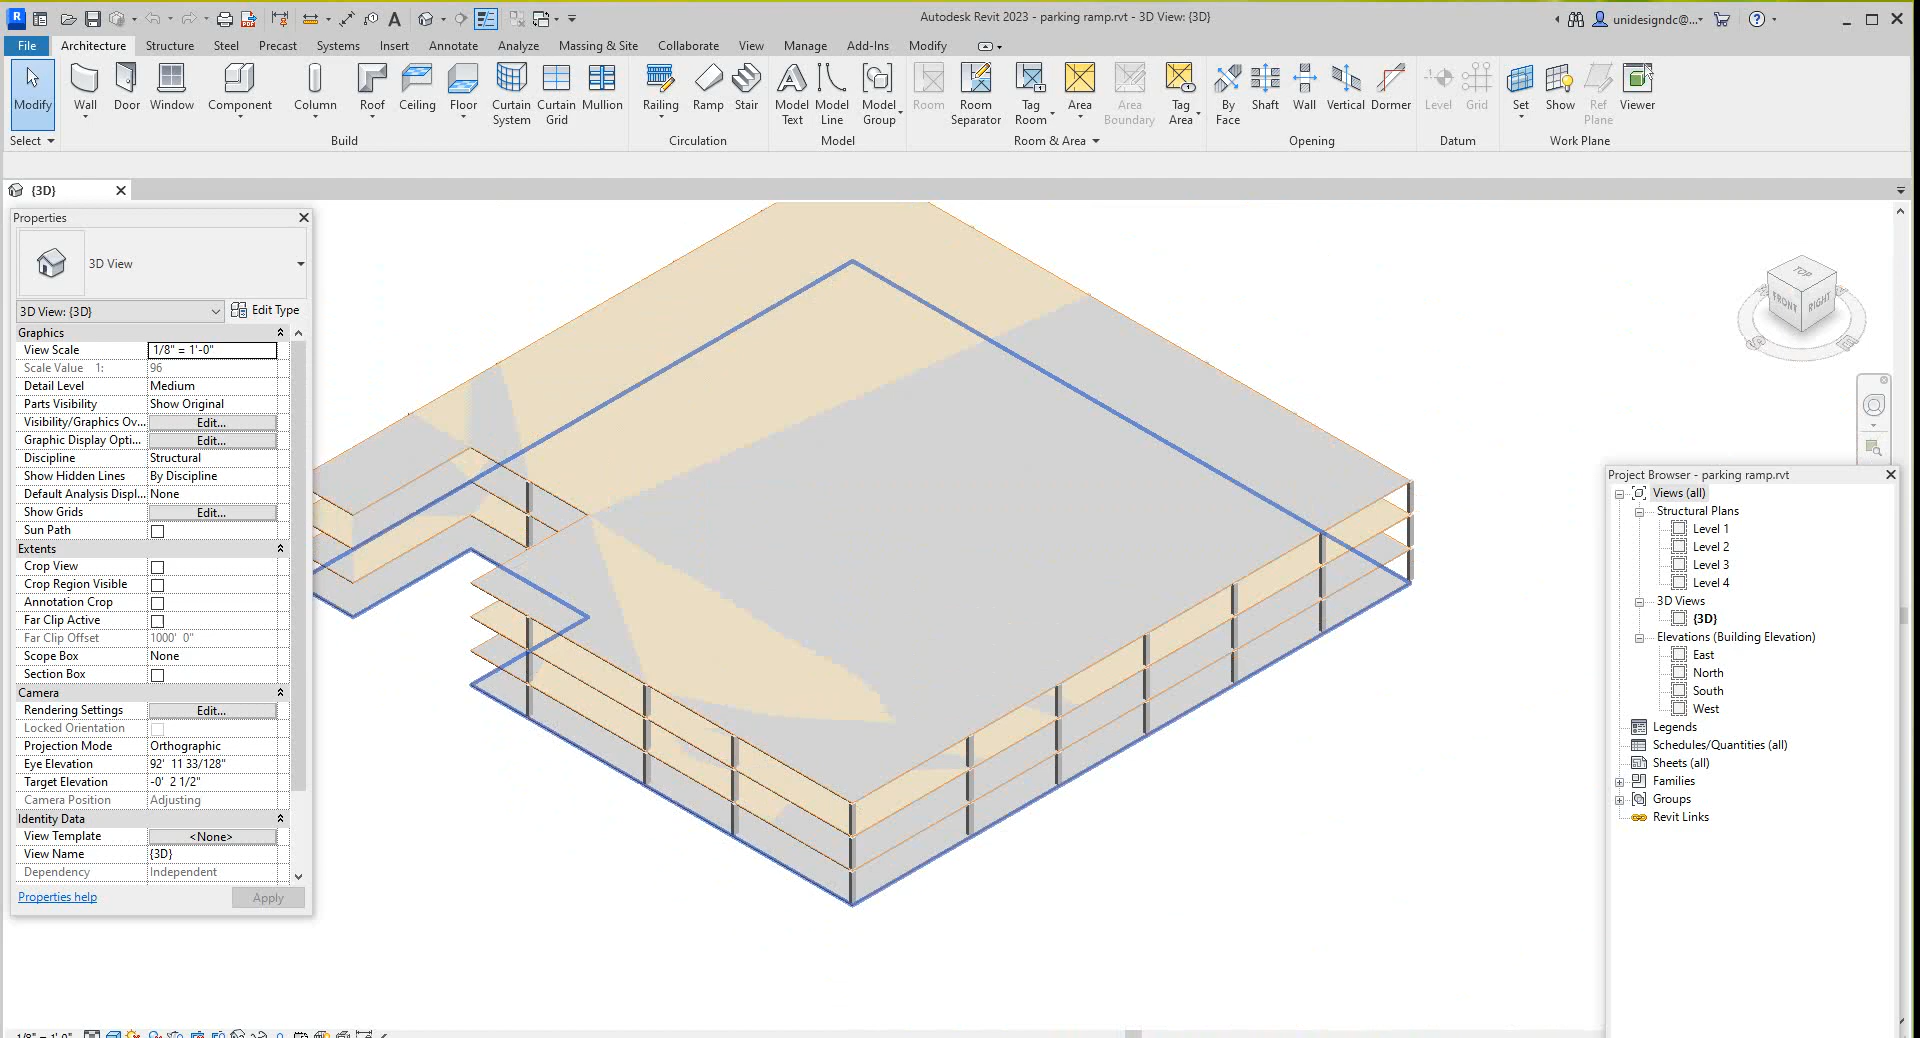 Autodesk Revit 2023 - parking ramp.rvt - 3D View: {3D}
unidesigndc@...
File Architecture Structure Steel Precast Systems Insert Annotate Analyze Massing & Site Collaborate View Manage Add-Ins Modify
Modify Wall Door Window Component Column Roof Ceiling Floor Curtain System Curtain Grid Mullion Railing Ramp Stair Model Text Model Line Model Group Room Room Separator Tag Room Area Area Boundary Tag Area By Face Shaft Wall Vertical Dormer Level Grid Set Show Ref Plane Viewer
Select Build Circulation Model Room & Area Opening Datum Work Plane
{3D}
Properties
3D View
3D View: {3D} Edit Type
Graphics
View Scale 1/8" = 1'-0"
Scale Value 1: 96
Detail Level Medium
Parts Visibility Show Original
Visibility/Graphics Ov... Edit...
Graphic Display Opti... Edit...
Discipline Structural
Show Hidden Lines By Discipline
Default Analysis Displ... None
Show Grids Edit...
Sun Path
Extents
Crop View
Crop Region Visible
Annotation Crop
Far Clip Active
Far Clip Offset 1000' 0"
Scope Box None
Section Box
Camera
Rendering Settings Edit...
Locked Orientation
Projection Mode Orthographic
Eye Elevation 92' 11 33/128"
Target Elevation -0' 2 1/2"
Camera Position Adjusting
Identity Data
View Template <None>
View Name {3D}
Dependency Independent
Properties help Apply
TOP
FRONT RIGHT
Project Browser - parking ramp.rvt
Views (all)
Structural Plans
Level 1
Level 2
Level 3
Level 4
3D Views
{3D}
Elevations (Building Elevation)
East
North
South
West
Legends
Schedules/Quantities (all)
Sheets (all)
Families
Groups
Revit Links
1/8" = 1'-0"